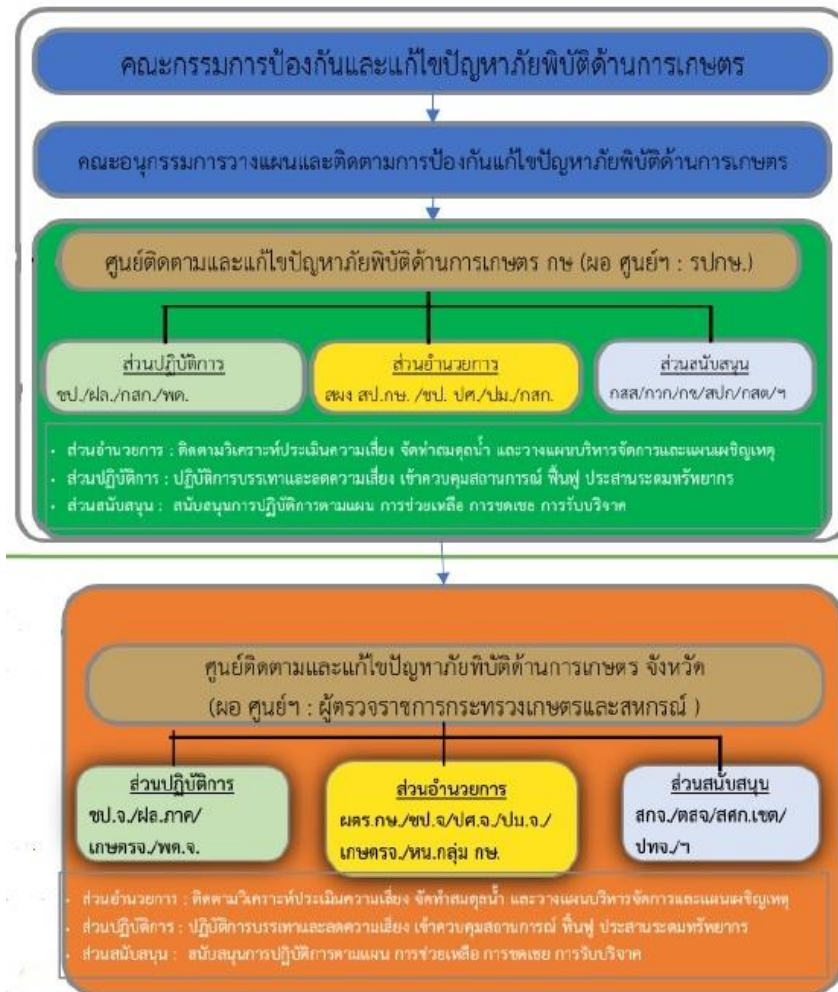 คณะกรรมการป้องกันและแก้ไขปัญหาภัยพิบัติด้านการเกษตร
คณะอนุกรรมการวางแผนและติดตามการป้องกันแก้ไขปัญหาภัยพิบัติด้านการเกษตร
ศูนย์ติดตามและแก้ไขปัญหาภัยพิบัติด้านการเกษตร กษ (ผอ ศูนย์ฯ : รปกษ.)
ส่วนปฏิบัติการ
ชป./ฝล./กสก./พด.
ส่วนอำนวยการ
สผง สป.กษ. /ชป. ปศ./ปม./กสก.
ส่วนสนับสนุน
กสส/กวก/กข/สปก/กสต/ฯ
• ส่วนอำนวยการ : ติดตามวิเคราะห์ประเมินความเสี่ยง จัดทำสมดุลน้ำ และวางแผนบริหารจัดการและแผนเผชิญเหตุ
• ส่วนปฏิบัติการ : ปฏิบัติการบรรเทาและลดความเสี่ยง เข้าควบคุมสถานการณ์ ฟื้นฟู ประสานระดมทรัพยากร
• ส่วนสนับสนุน : สนับสนุนการปฏิบัติการตามแผน การช่วยเหลือ การชดเชย การรับบริจาค
ศูนย์ติดตามและแก้ไขปัญหาภัยพิบัติด้านการเกษตร จังหวัด
(ผอ ศูนย์ฯ : ผู้ตรวจราชการกระทรวงเกษตรและสหกรณ์ )
ส่วนปฏิบัติการ
ชป.จ./ฝล.ภาค/
เกษตรจ./พด.จ.
ส่วนอำนวยการ
ผตร.กษ./ชป.จ/ปศ.จ./ปม.จ./
เกษตรจ./หน.กลุ่ม กษ.
ส่วนสนับสนุน
สกจ./ตสจ/สศก.เขต/
ปทจ./ฯ
• ส่วนอำนวยการ : ติดตามวิเคราะห์ประเมินความเสี่ยง จัดทำสมดุลน้ำ และวางแผนบริหารจัดการและแผนเผชิญเหตุ
• ส่วนปฏิบัติการ : ปฏิบัติการบรรเทาและลดความเสี่ยง เข้าควบคุมสถานการณ์ ฟื้นฟู ประสานระดมทรัพยากร
• ส่วนสนับสนุน : สนับสนุนการปฏิบัติการตามแผน การช่วยเหลือ การชดเชย การรับบริจาค